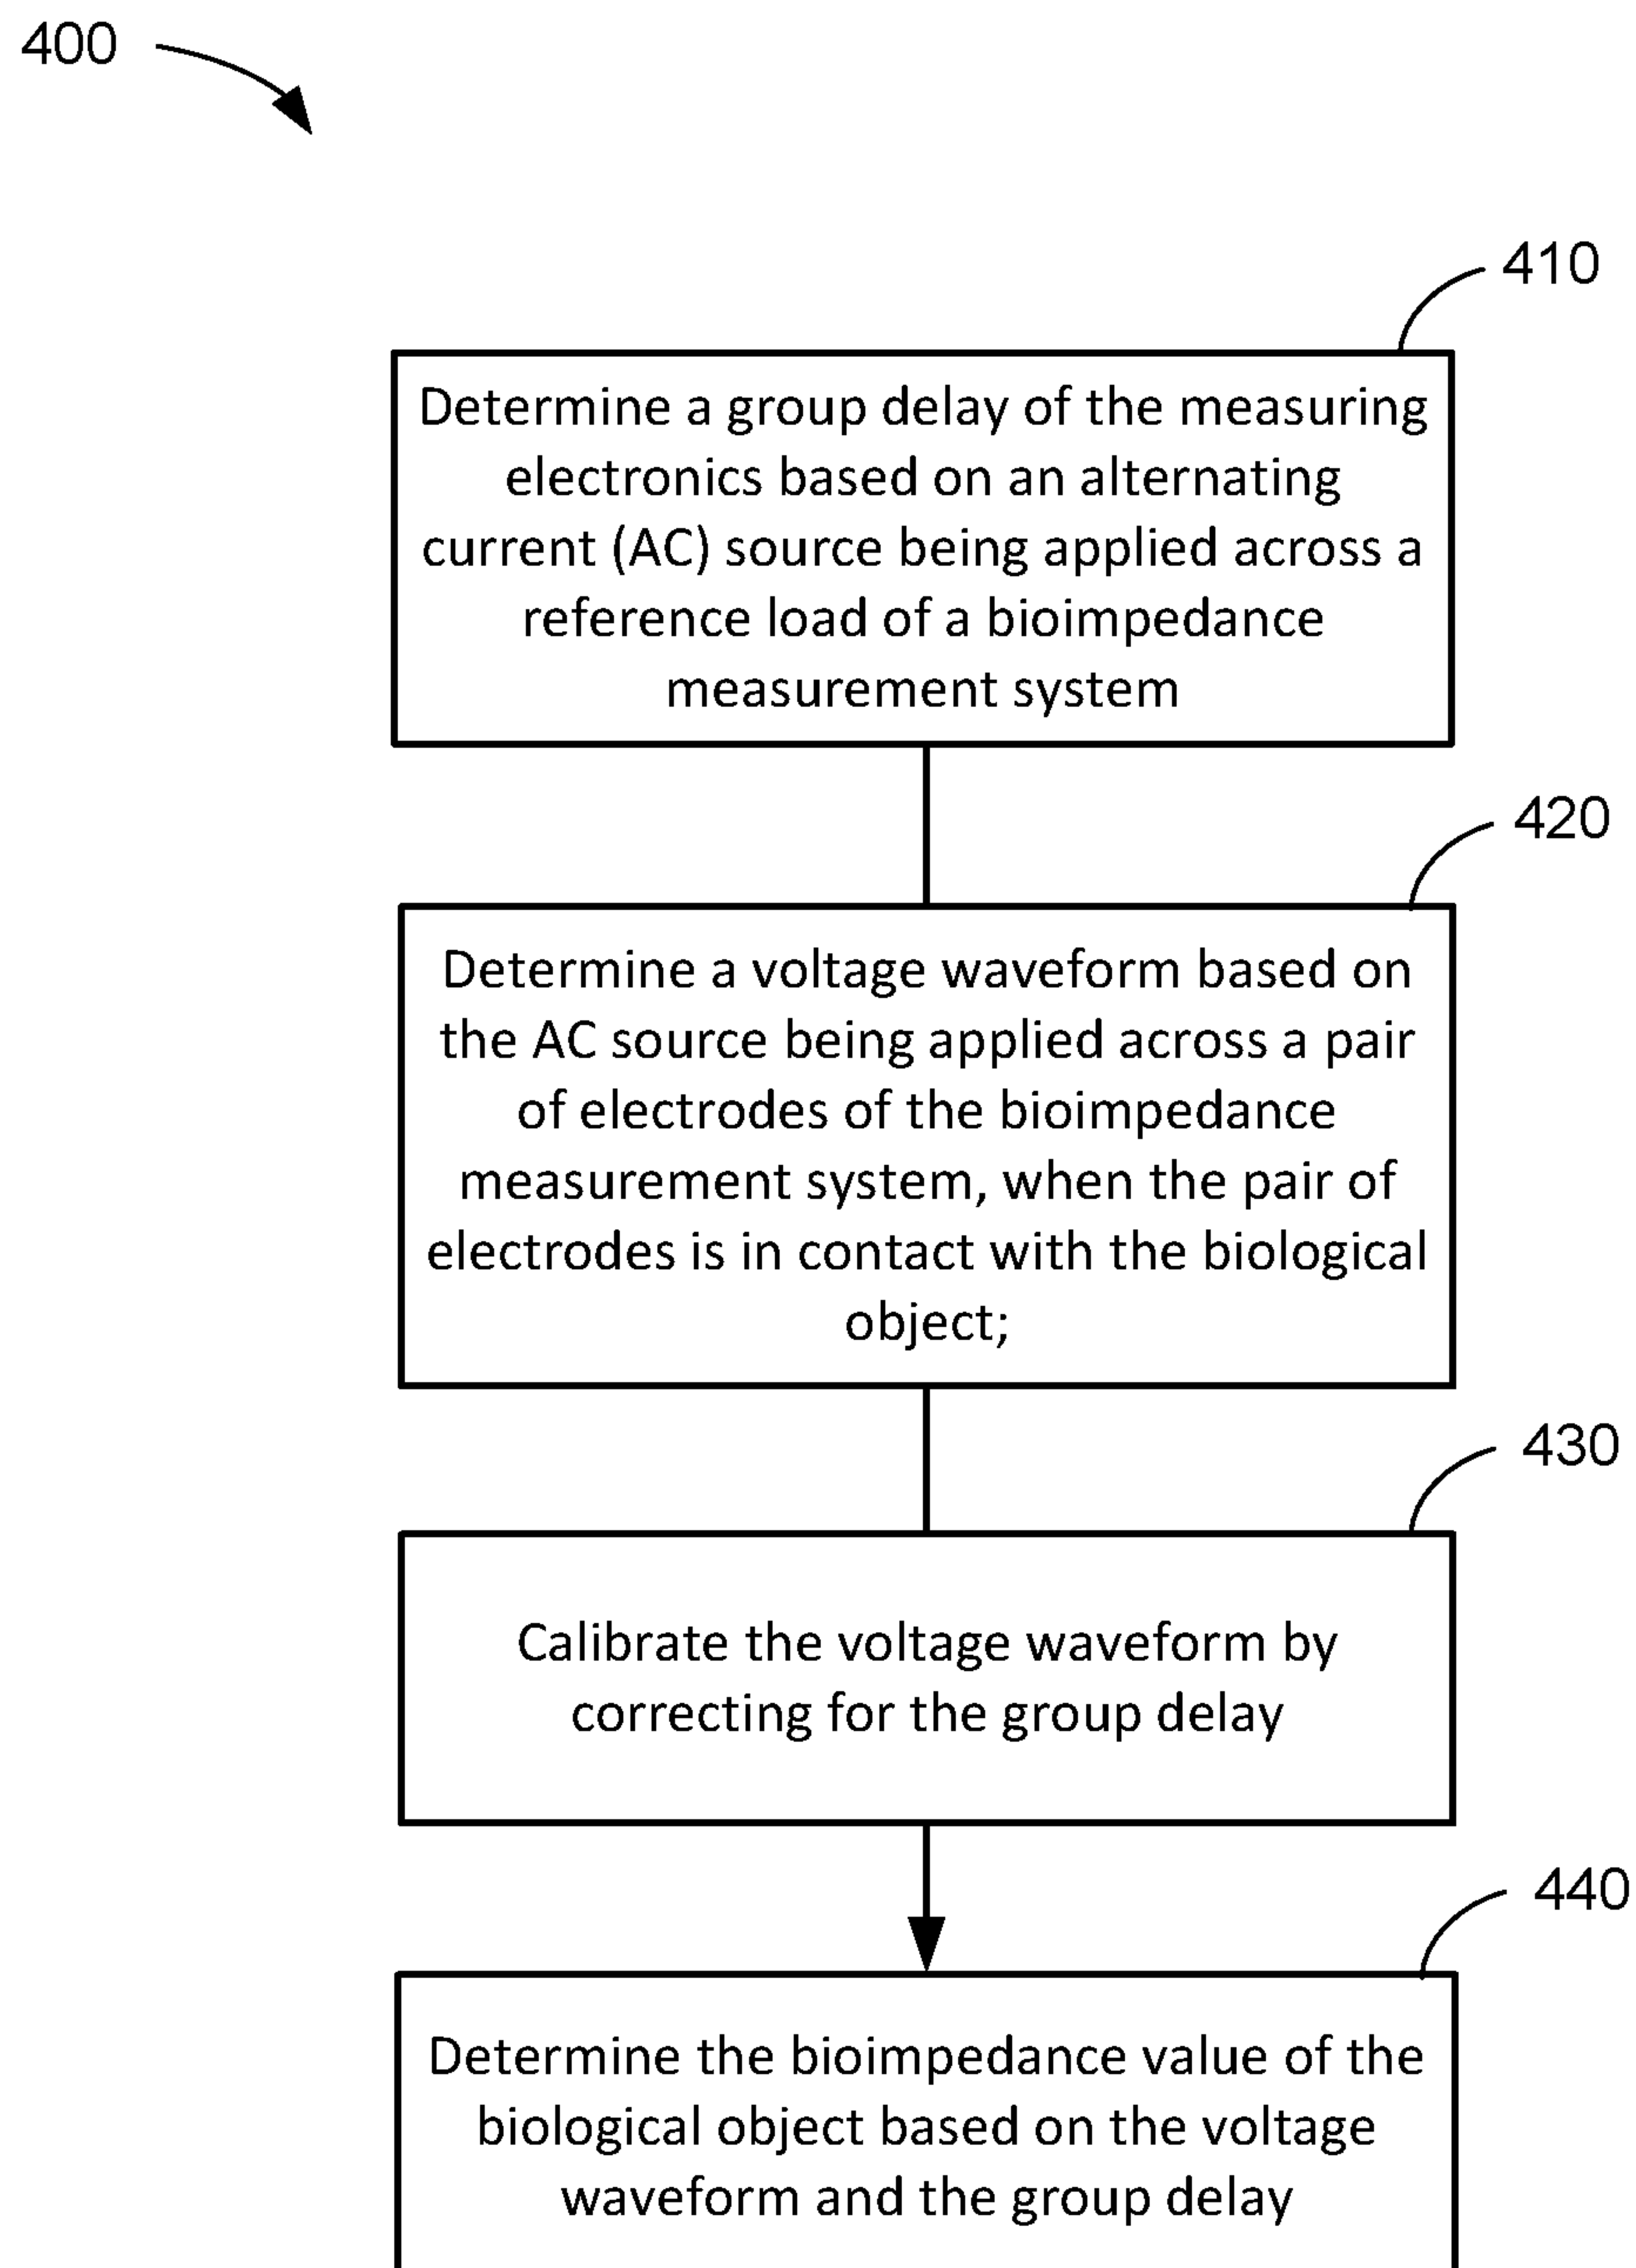 400
410
Determine a group delay of the measuring
electronics based on an alternating
current (AC) source being applied across a
reference load of a bioimpedance
measurement system
420
Determine a voltage waveform based on
the AC source being applied across a pair
of electrodes of the bioimpedance
measurement system, when the pair of
electrodes is in contact with the biological
object;
430
Calibrate the voltage waveform by
correcting for the group delay
440
Determine the bioimpedance value of the
biological object based on the voltage
waveform and the group delay